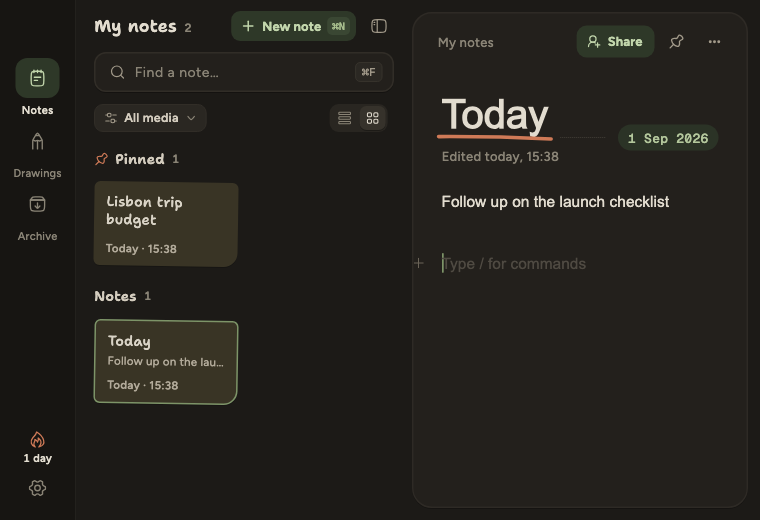 Notes
Drawings
Archive
1 day
My notes 2
New note ⌘N
Find a note... ⌘F
All media
Pinned 1
Lisbon trip
budget
Today · 15:38
Notes 1
Today
Follow up on the lau...
Today · 15:38
My notes
Share
Today
1 Sep 2026
Edited today, 15:38
Follow up on the launch checklist
Type / for commands